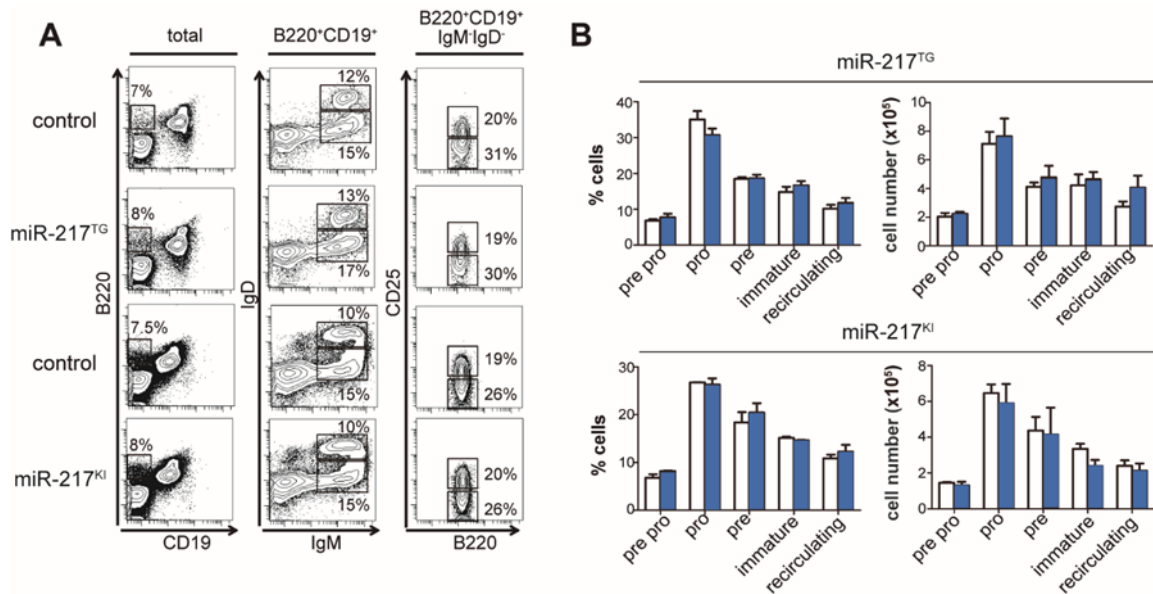 A
total
B220⁺CD19⁺
B220⁺CD19⁺
IgM⁻IgD⁻
control
7%
12%
15%
20%
31%
miR-217ᵀᴳ
8%
13%
17%
19%
30%
control
7.5%
10%
15%
19%
26%
miR-217ᴷᴵ
8%
10%
15%
20%
26%
B220
IgD
CD25
CD19
IgM
B220
B
miR-217ᵀᴳ
% cells
40
30
20
10
0
pre pro
pro
pre
immature
recirculating
cell number (x10⁵)
10
8
6
4
2
0
pre pro
pro
pre
immature
recirculating
miR-217ᴷᴵ
% cells
30
20
10
0
pre pro
pro
pre
immature
recirculating
cell number (x10⁵)
8
6
4
2
0
pre pro
pro
pre
immature
recirculating